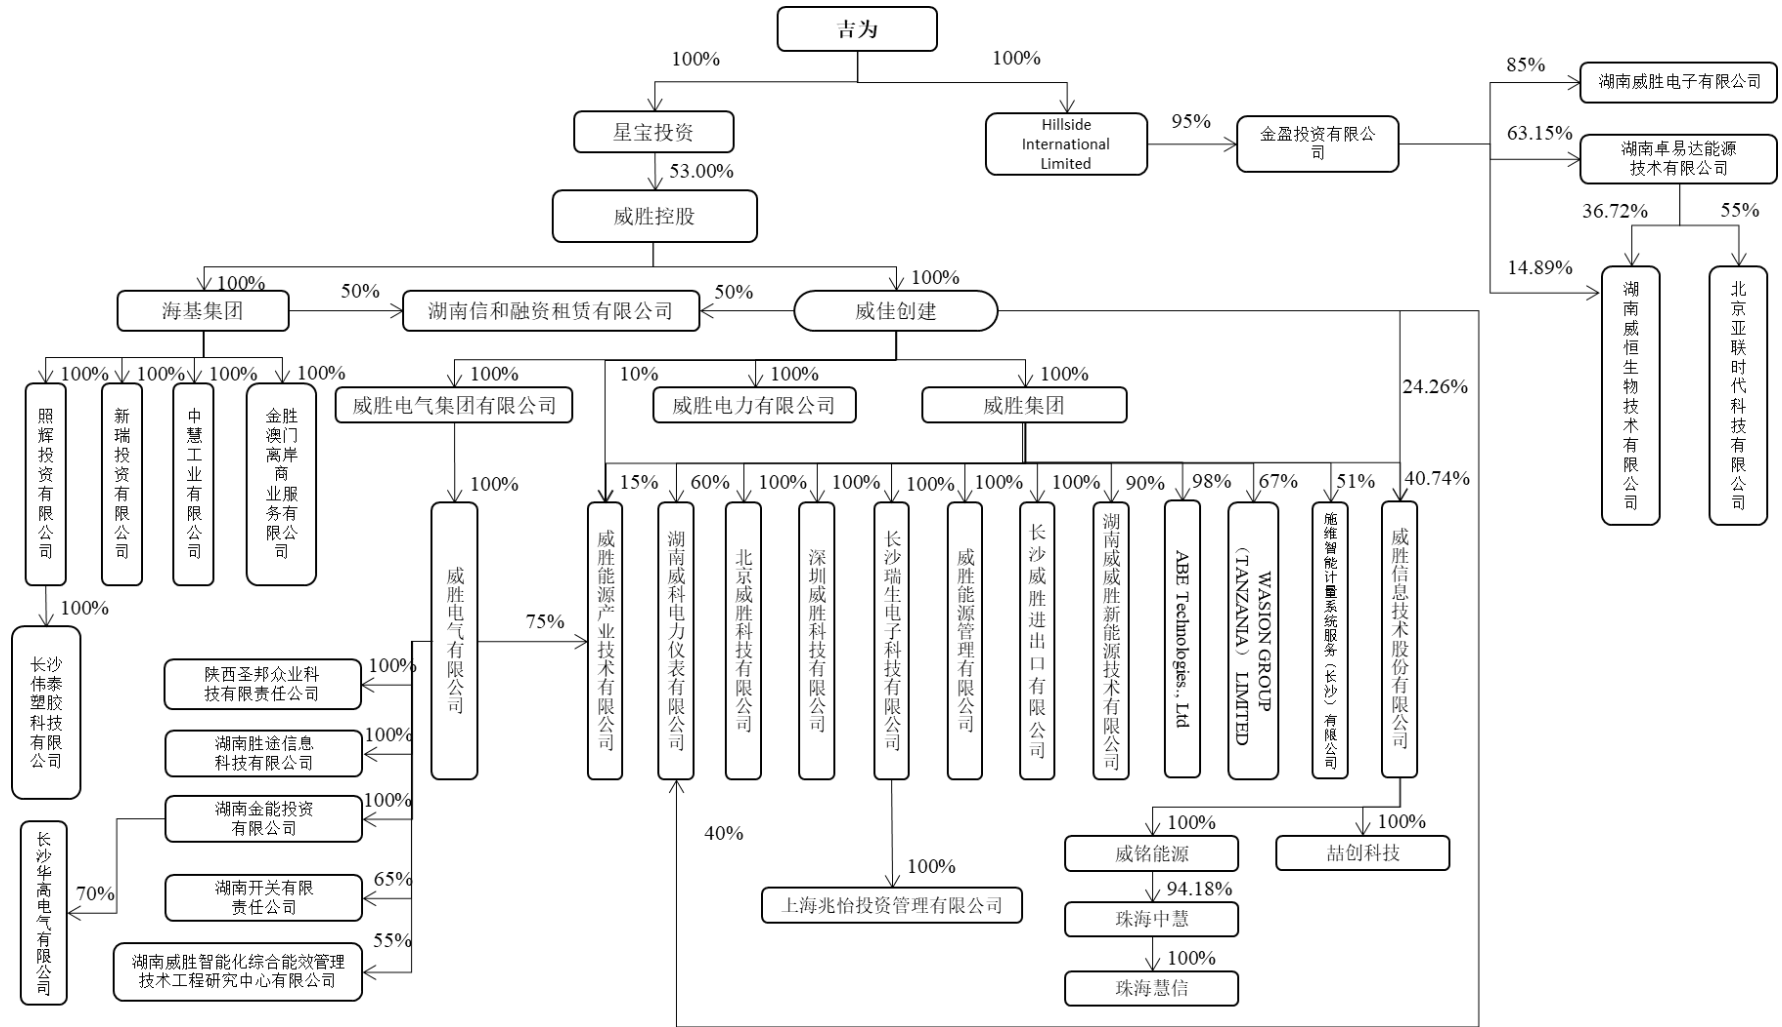 吉为
100%
100%
星宝投资
53.00%
威胜控股
Hillside
International
Limited
95%
金盈投资有限公
司
85%
湖南威胜电子有限公司
63.15%
湖南卓易达能源
技术有限公司
36.72%
55%
14.89%
湖南威恒生物技术有限公司
北京亚联时代科技有限公司
100%
100%
海基集团
50%
湖南信和融资租赁有限公司
50%
威佳创建
100%
100%
100%
100%
照辉投资有限公司
新瑞投资有限公司
中慧工业有限公司
金胜
澳门
离岸
商
业服
务有
限公
司
100%
10%
100%
100%
24.26%
威胜电气集团有限公司
威胜电力有限公司
威胜集团
100%
15%
60%
100%
100%
100%
100%
100%
90%
98%
67%
51%
40.74%
威胜电气有限公司
75%
威胜能源产业技术有限公司
湖南威科电力仪表有限公司
北京威胜科技有限公司
深圳威胜科技有限公司
长沙瑞生电子科技有限公司
威胜能源管理有限公司
长沙威胜进出口有限公司
湖南威威胜新能源技术有限公司
ABE Technologies., Ltd
WASION GROUP
（TANZANIA） LIMITED
施维智能计量系统服务（长沙）有限公司
威胜信息技术股份有限公司
100%
长沙
伟泰
塑胶
科技
有限
公司
100%
陕西圣邦众业科
技有限责任公司
100%
湖南胜途信息
科技有限公司
100%
湖南金能投资
有限公司
70%
长沙华高电气有限公司
65%
湖南开关有限
责任公司
55%
湖南威胜智能化综合能效管理
技术工程研究中心有限公司
40%
100%
上海兆怡投资管理有限公司
100%
100%
威铭能源
喆创科技
94.18%
珠海中慧
100%
珠海慧信